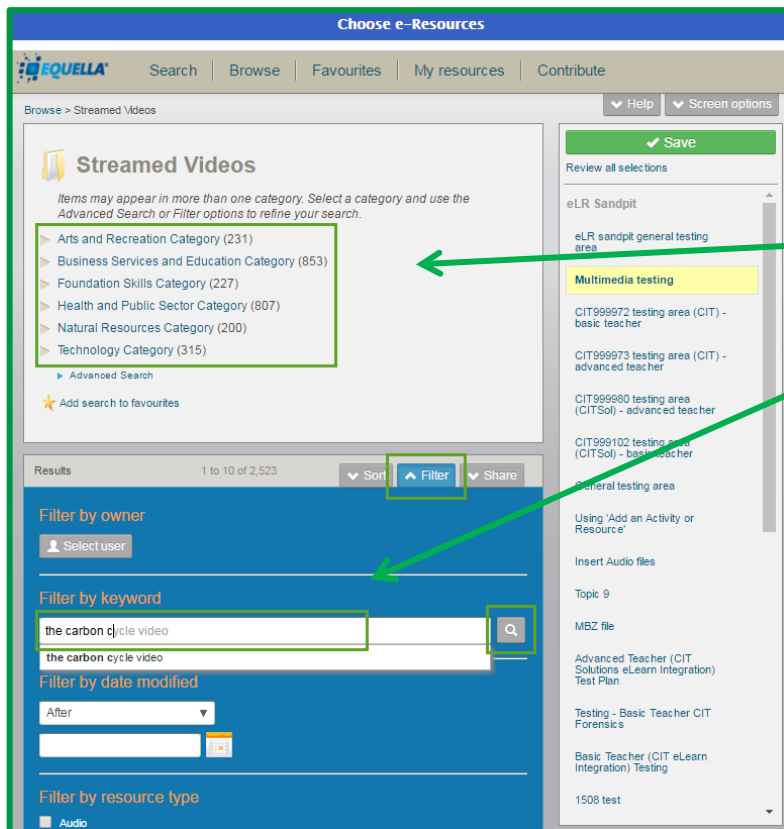 Choose e-Resources
EQUELLA
Search
Browse
Favourites
My resources
Contribute
Browse > Streamed Videos
Help
Screen options
Streamed Videos
Items may appear in more than one category. Select a category and use the
Advanced Search or Filter options to refine your search.
Arts and Recreation Category (231)
Business Services and Education Category (853)
Foundation Skills Category (227)
Health and Public Sector Category (807)
Natural Resources Category (200)
Technology Category (315)
Advanced Search
Add search to favourites
Results
1 to 10 of 2,523
Sort
Filter
Share
Filter by owner
Select user
Filter by keyword
the carbon cycle video
the carbon cycle video
Filter by date modified
After
Filter by resource type
Audio
Save
Review all selections
eLR Sandpit
eLR sandpit general testing
area
Multimedia testing
CIT999972 testing area (CIT) -
basic teacher
CIT999973 testing area (CIT) -
advanced teacher
CIT999980 testing area
(CITSol) - advanced teacher
CIT999102 testing area
(CITSol) - basic teacher
General testing area
Using 'Add an Activity or
Resource'
Insert Audio files
Topic 9
MBZ file
Advanced Teacher (CIT
Solutions eLearn Integration)
Test Plan
Testing - Basic Teacher CIT
Forensics
Basic Teacher (CIT eLearn
Integration) Testing
1508 test